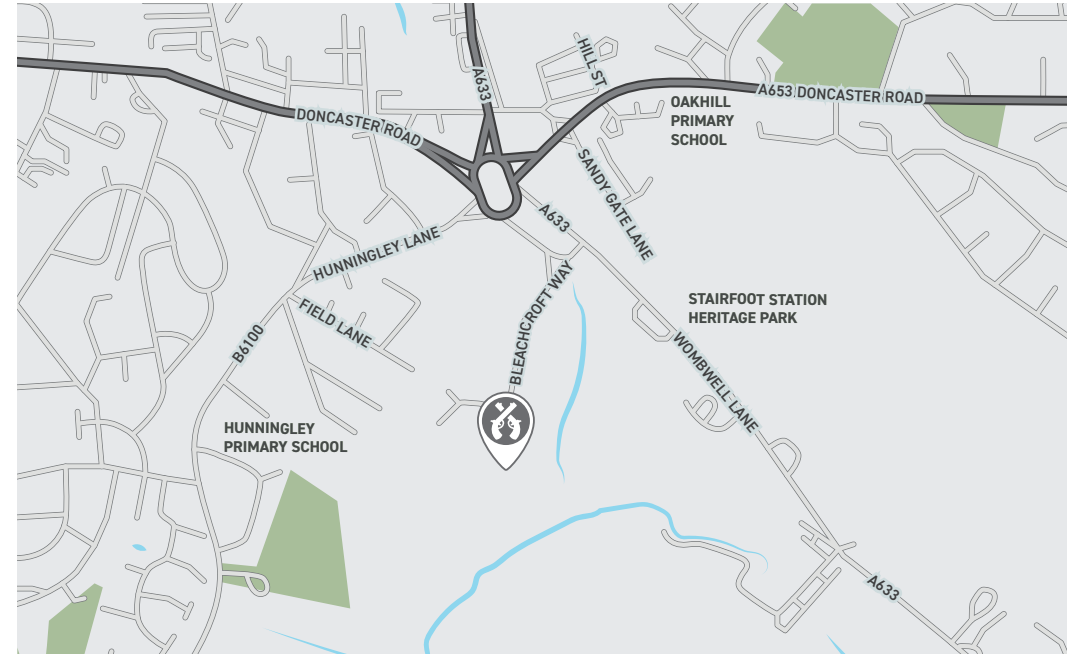 A633
HILL ST
A653 DONCASTER ROAD
OAKHILL
PRIMARY
SCHOOL
DONCASTER ROAD
SANDY GATE LANE
A633
HUNNINGLEY LANE
BLEACHCROFT WAY
STAIRFOOT STATION
HERITAGE PARK
FIELD LANE
B6100
WOMBWELL LANE
HUNNINGLEY
PRIMARY SCHOOL
A633